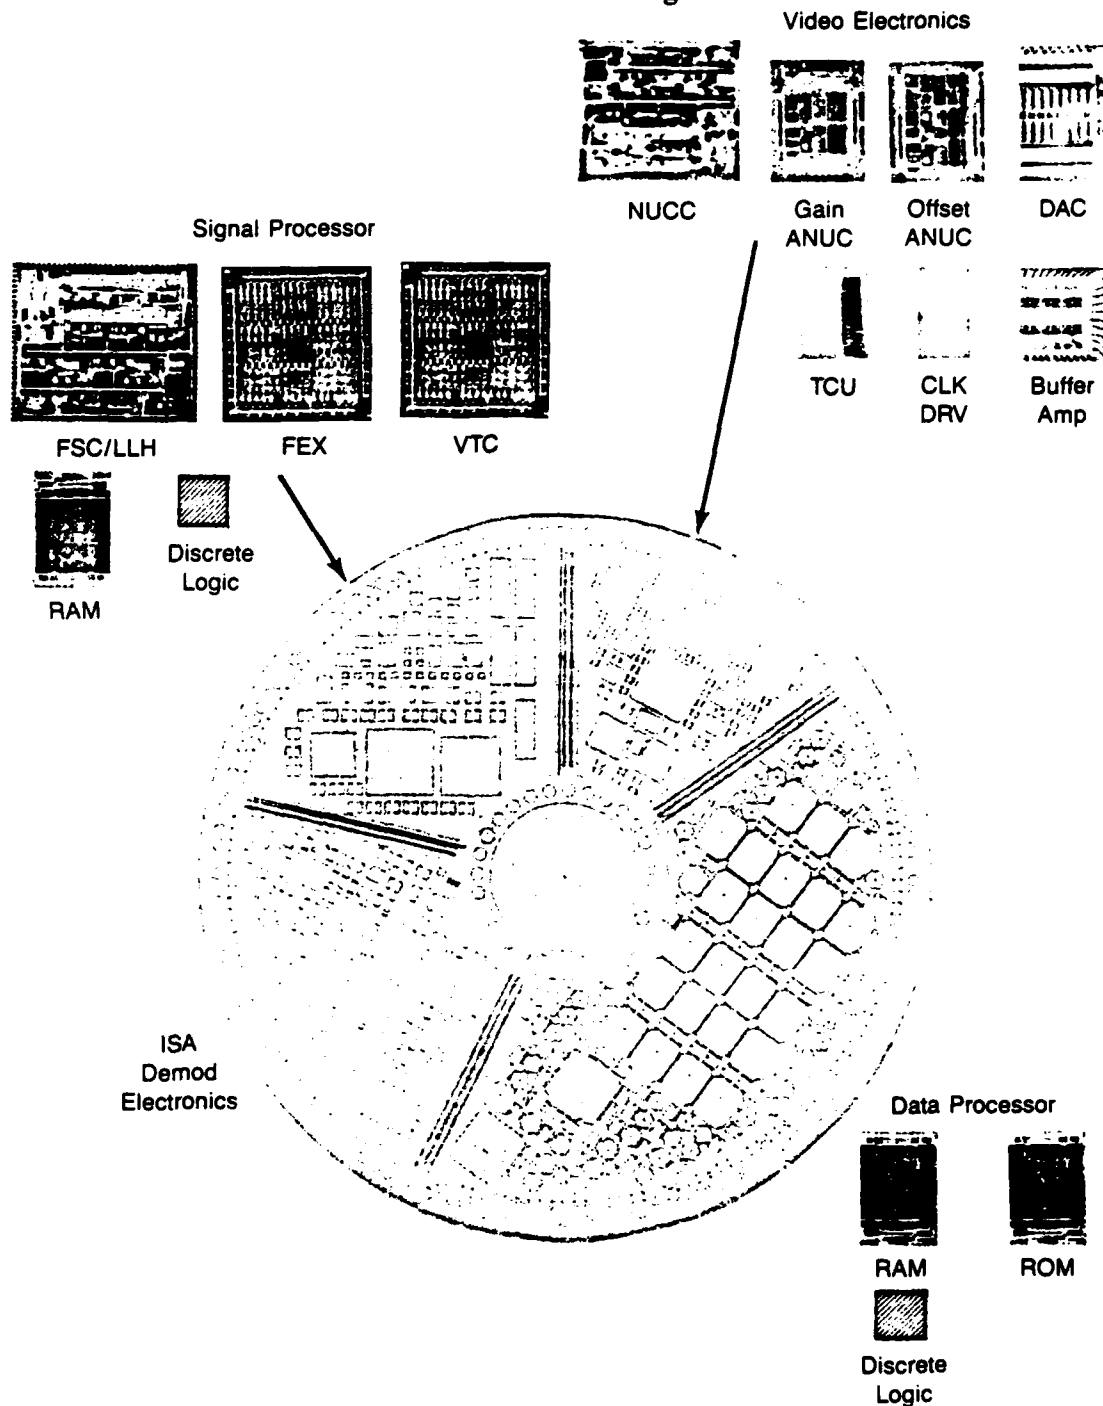 Video Electronics
NUCC
Gain
ANUC
Offset
ANUC
DAC
TCU
CLK
DRV
Buffer
Amp
Signal Processor
FSC/LLH
FEX
VTC
RAM
Discrete
Logic
ISA
Demod
Electronics
Data Processor
RAM
ROM
Discrete
Logic